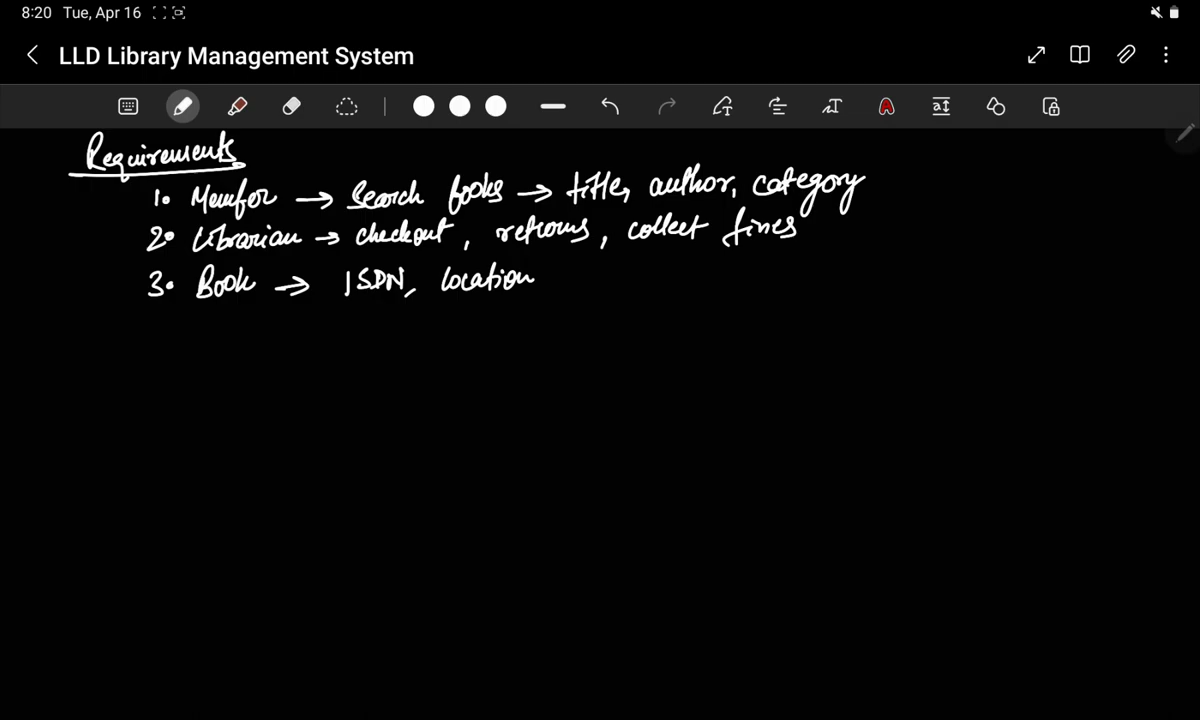 8:20 Tue, Apr 16
LLD Library Management System
Requirements
1. Member → Search books → title, author, category
2. Librarian → checkout, returns, collect fines
3. Book → ISDN, location